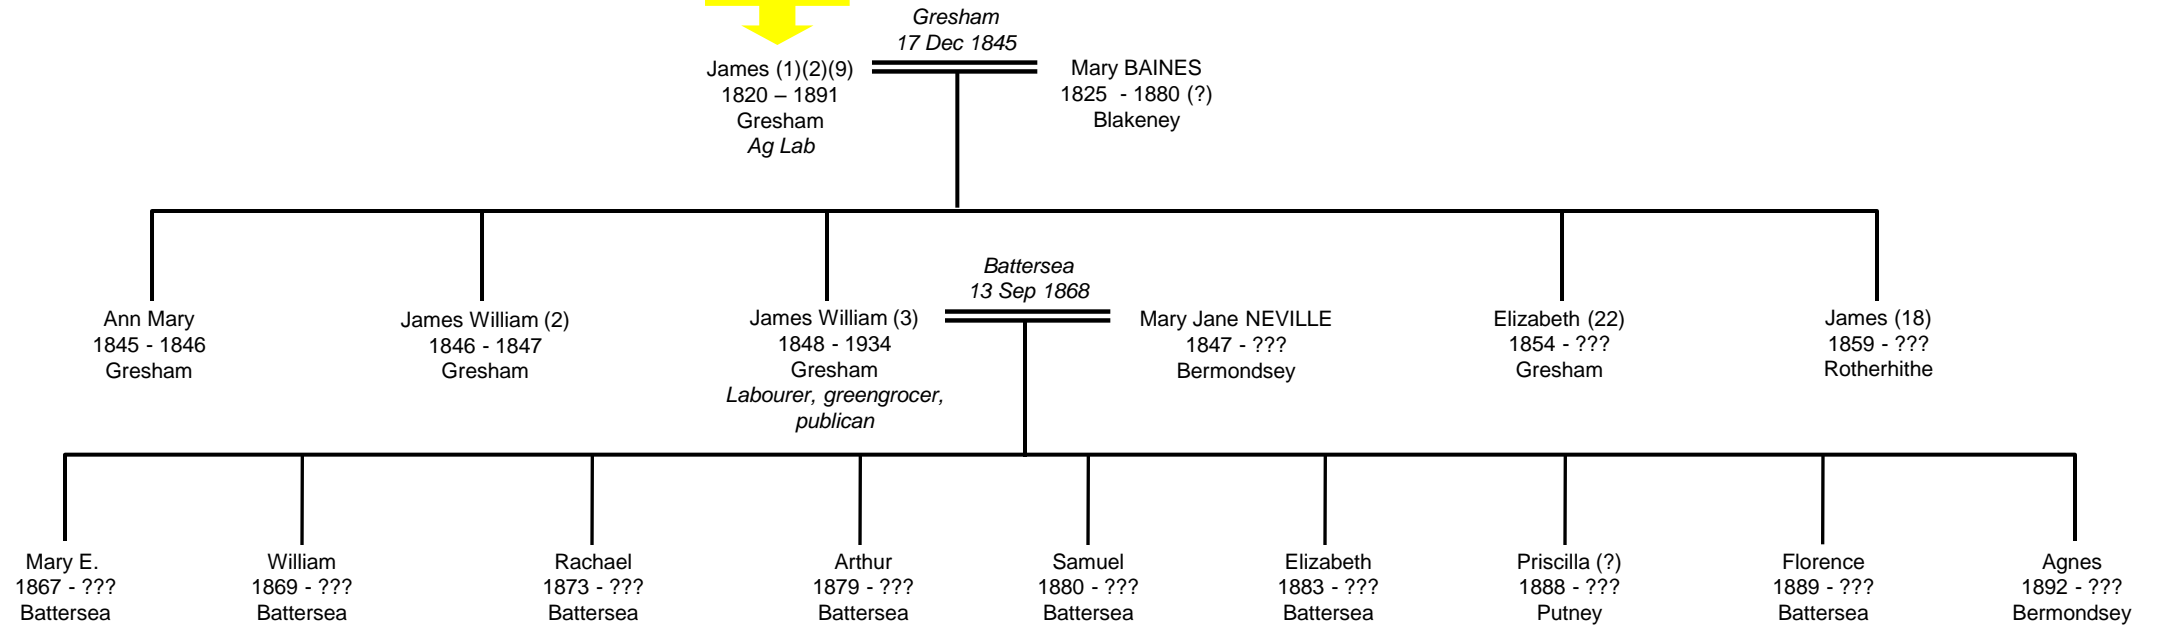 Gresham
17 Dec 1845
James (1)(2)(9)
1820 – 1891
Gresham
Ag Lab
Mary BAINES
1825 - 1880 (?)
Blakeney
Ann Mary
1845 - 1846
Gresham
James William (2)
1846 - 1847
Gresham
James William (3)
1848 - 1934
Gresham
Labourer, greengrocer,
publican
Battersea
13 Sep 1868
Mary Jane NEVILLE
1847 - ???
Bermondsey
Elizabeth (22)
1854 - ???
Gresham
James (18)
1859 - ???
Rotherhithe
Mary E.
1867 - ???
Battersea
William
1869 - ???
Battersea
Rachael
1873 - ???
Battersea
Arthur
1879 - ???
Battersea
Samuel
1880 - ???
Battersea
Elizabeth
1883 - ???
Battersea
Priscilla (?)
1888 - ???
Putney
Florence
1889 - ???
Battersea
Agnes
1892 - ???
Bermondsey